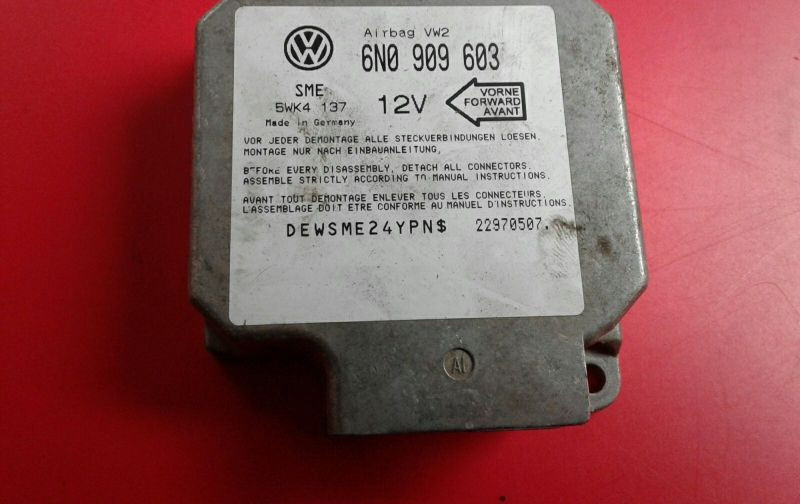 Airbag VW2
6N0 909 603
SME
5WK4 137
Made in Germany
12V
VORNE
FORWARD
AVANT
VOR JEDER DEMONTAGE ALLE STECKVERBINDUNGEN LOESEN.
MONTAGE NUR NACH EINBAUANLEITUNG.
BEFORE EVERY DISASSEMBLY, DETACH ALL CONNECTORS.
ASSEMBLE STRICTLY ACCORDING TO MANUAL INSTRUCTIONS.
AVANT TOUT DEMONTAGE ENLEVER TOUS LES CONNECTEURS.
L'ASSEMBLAGE DOIT ETRE CONFORME AU MANUEL D'INSTRUCTIONS.
DEWSME24YPN$ 22970507.
AL